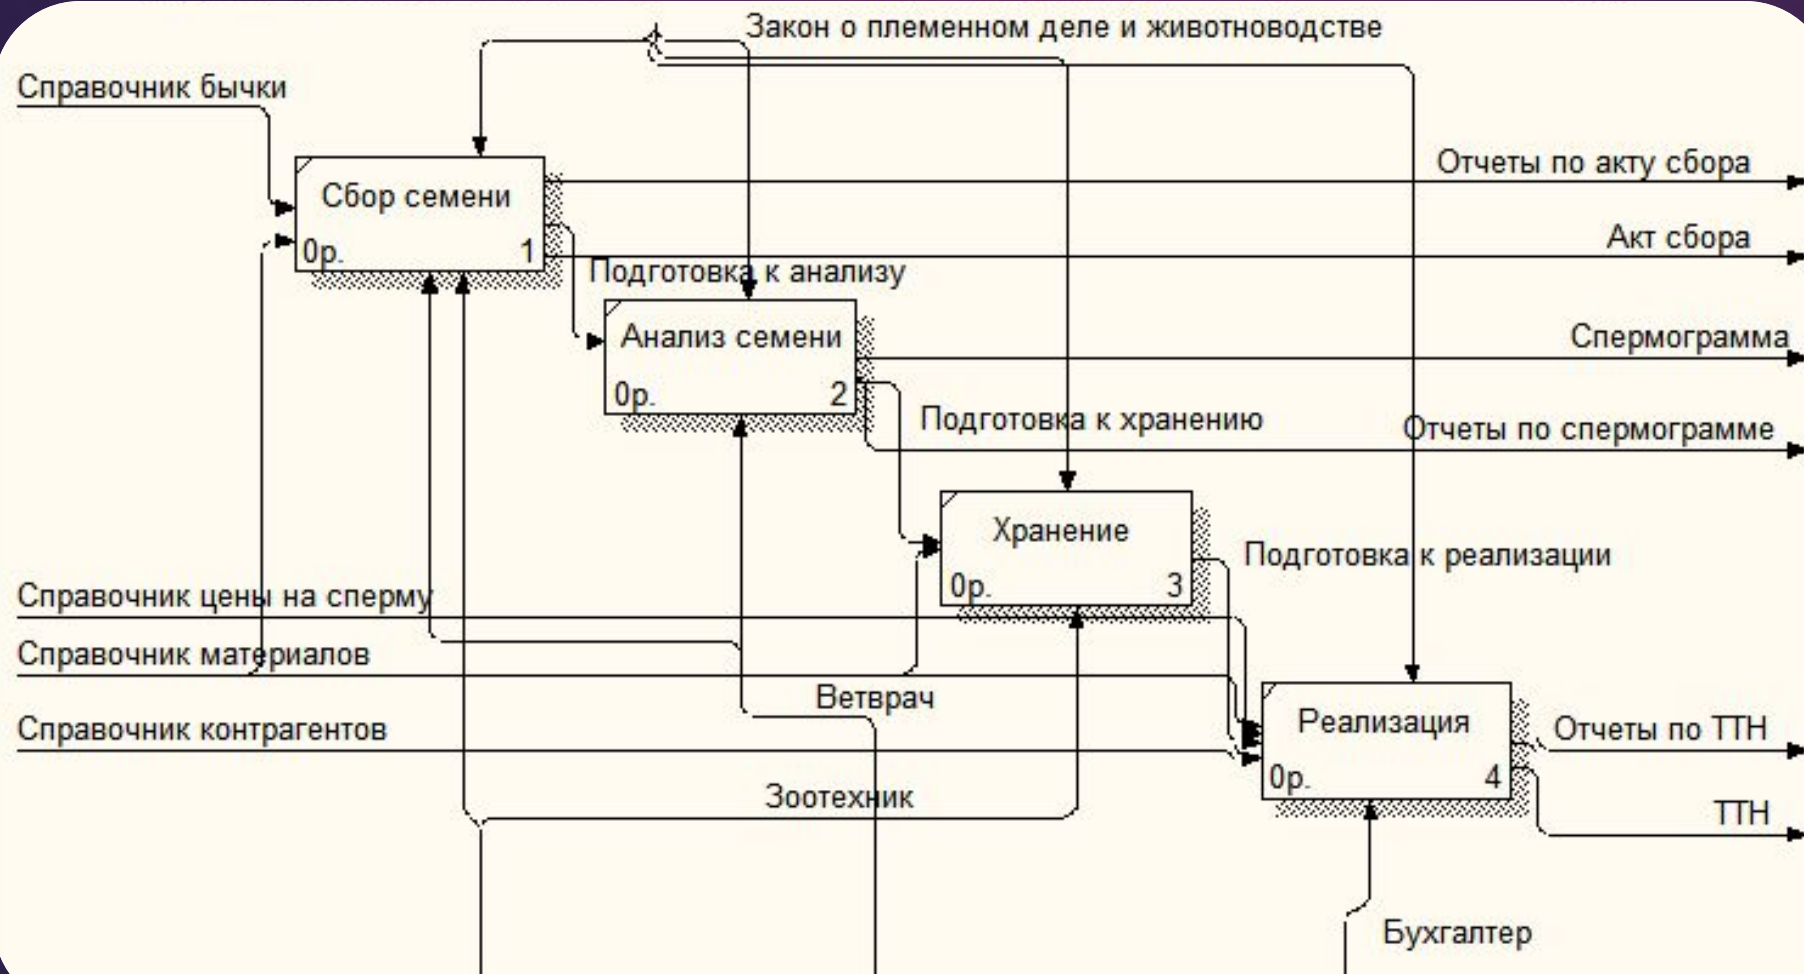 Закон о племенном деле и животноводстве
Справочник бычки
Отчеты по акту сбора
Сбор семени
0р. 1
Акт сбора
Подготовка к анализу
Анализ семени
0р. 2
Спермограмма
Подготовка к хранению
Отчеты по спермограмме
Хранение
0р. 3
Подготовка к реализации
Справочник цены на сперму
Справочник материалов
Ветврач
Справочник контрагентов
Реализация
0р. 4
Отчеты по ТТН
Зоотехник
ТТН
Бухгалтер